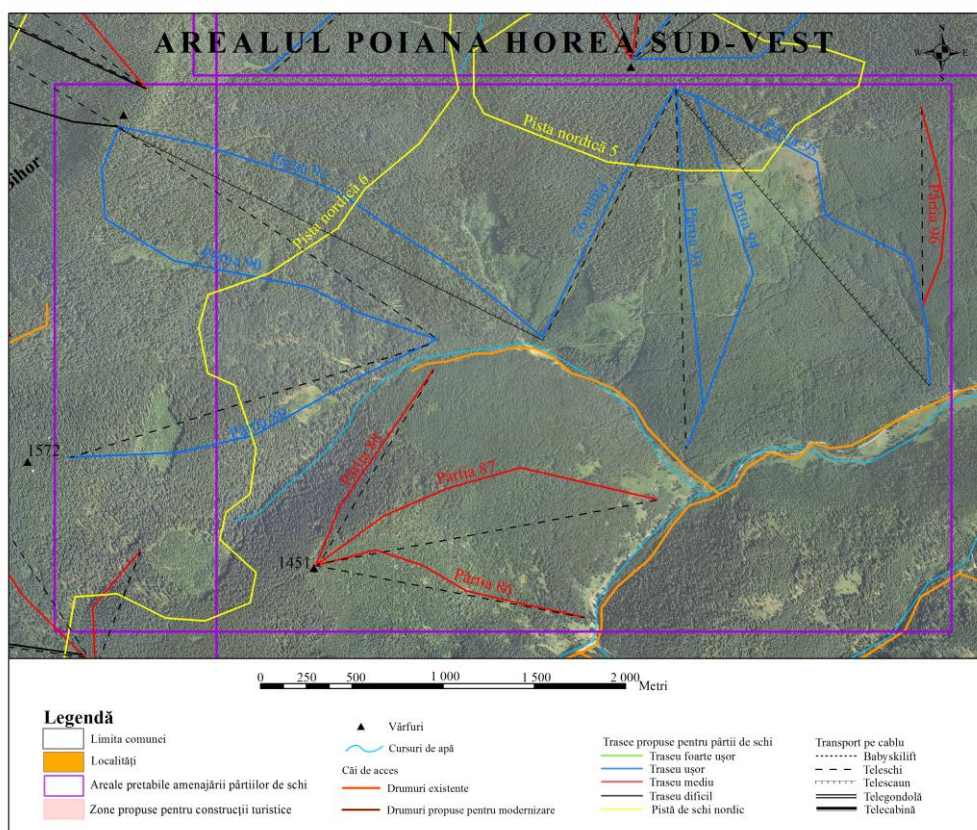 AREALUL POIANA HOREA SUD-VEST
N
W E
S
Bihor
Pista nordică 5
Pârtia 95
Pârtia 91
Pista nordică 6
Pârtia 92
Pârtia 93
Pârtia 94
Pârtia 96
Pârtia 90
Pârtia 89
1572
Pârtia 88
Pârtia 87
1451
Pârtia 86
0 250 500 1 000 1 500 2 000
Metri
Legendă
Limita comunei
Localități
Areale pretabile amenajării pârtiilor de schi
Zone propuse pentru construcții turistice
Vârfuri
Cursuri de apă
Căi de acces
Drumuri existente
Drumuri propuse pentru modernizare
Trasee propuse pentru pârtii de schi
Traseu foarte ușor
Traseu ușor
Traseu mediu
Traseu dificil
Pistă de schi nordic
Transport pe cablu
Babyskilift
Teleschi
Telescaun
Telegondolă
Telecabină